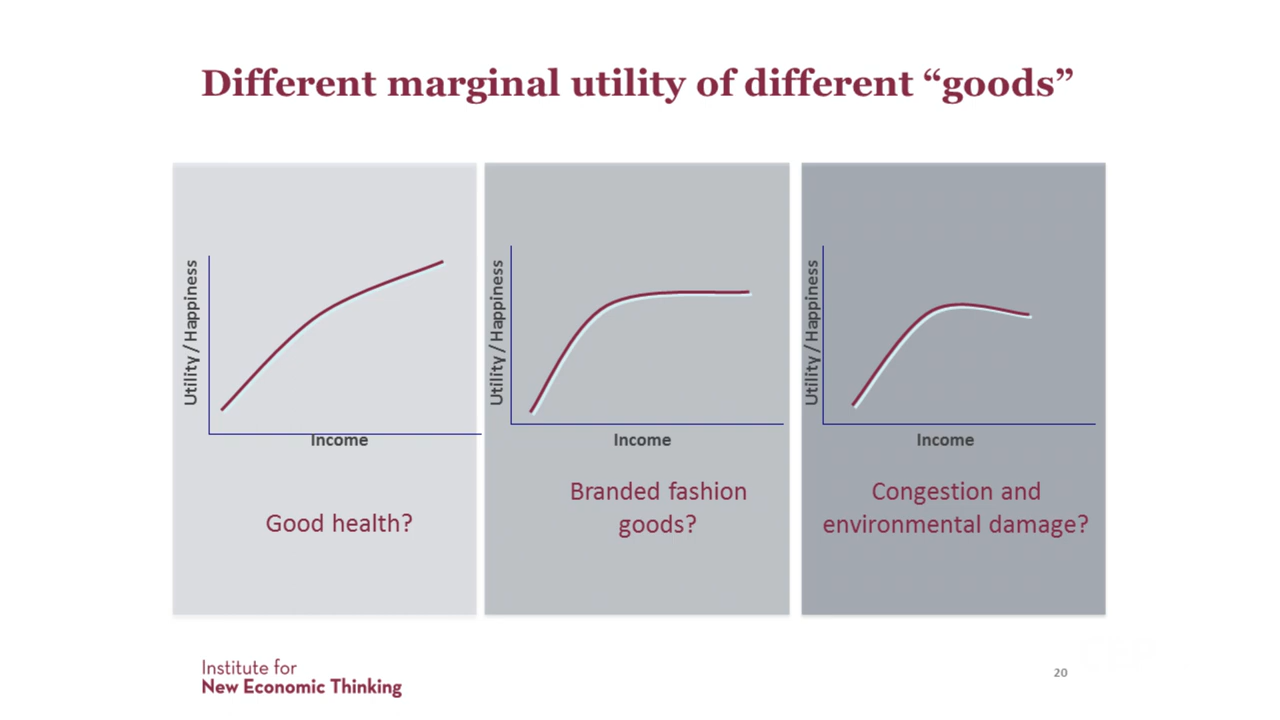 Different marginal utility of different “goods”
Utility / Happiness
Income
Good health?
Utility / Happiness
Income
Branded fashion
goods?
Utility / Happiness
Income
Congestion and
environmental damage?
Institute for
New Economic Thinking
20